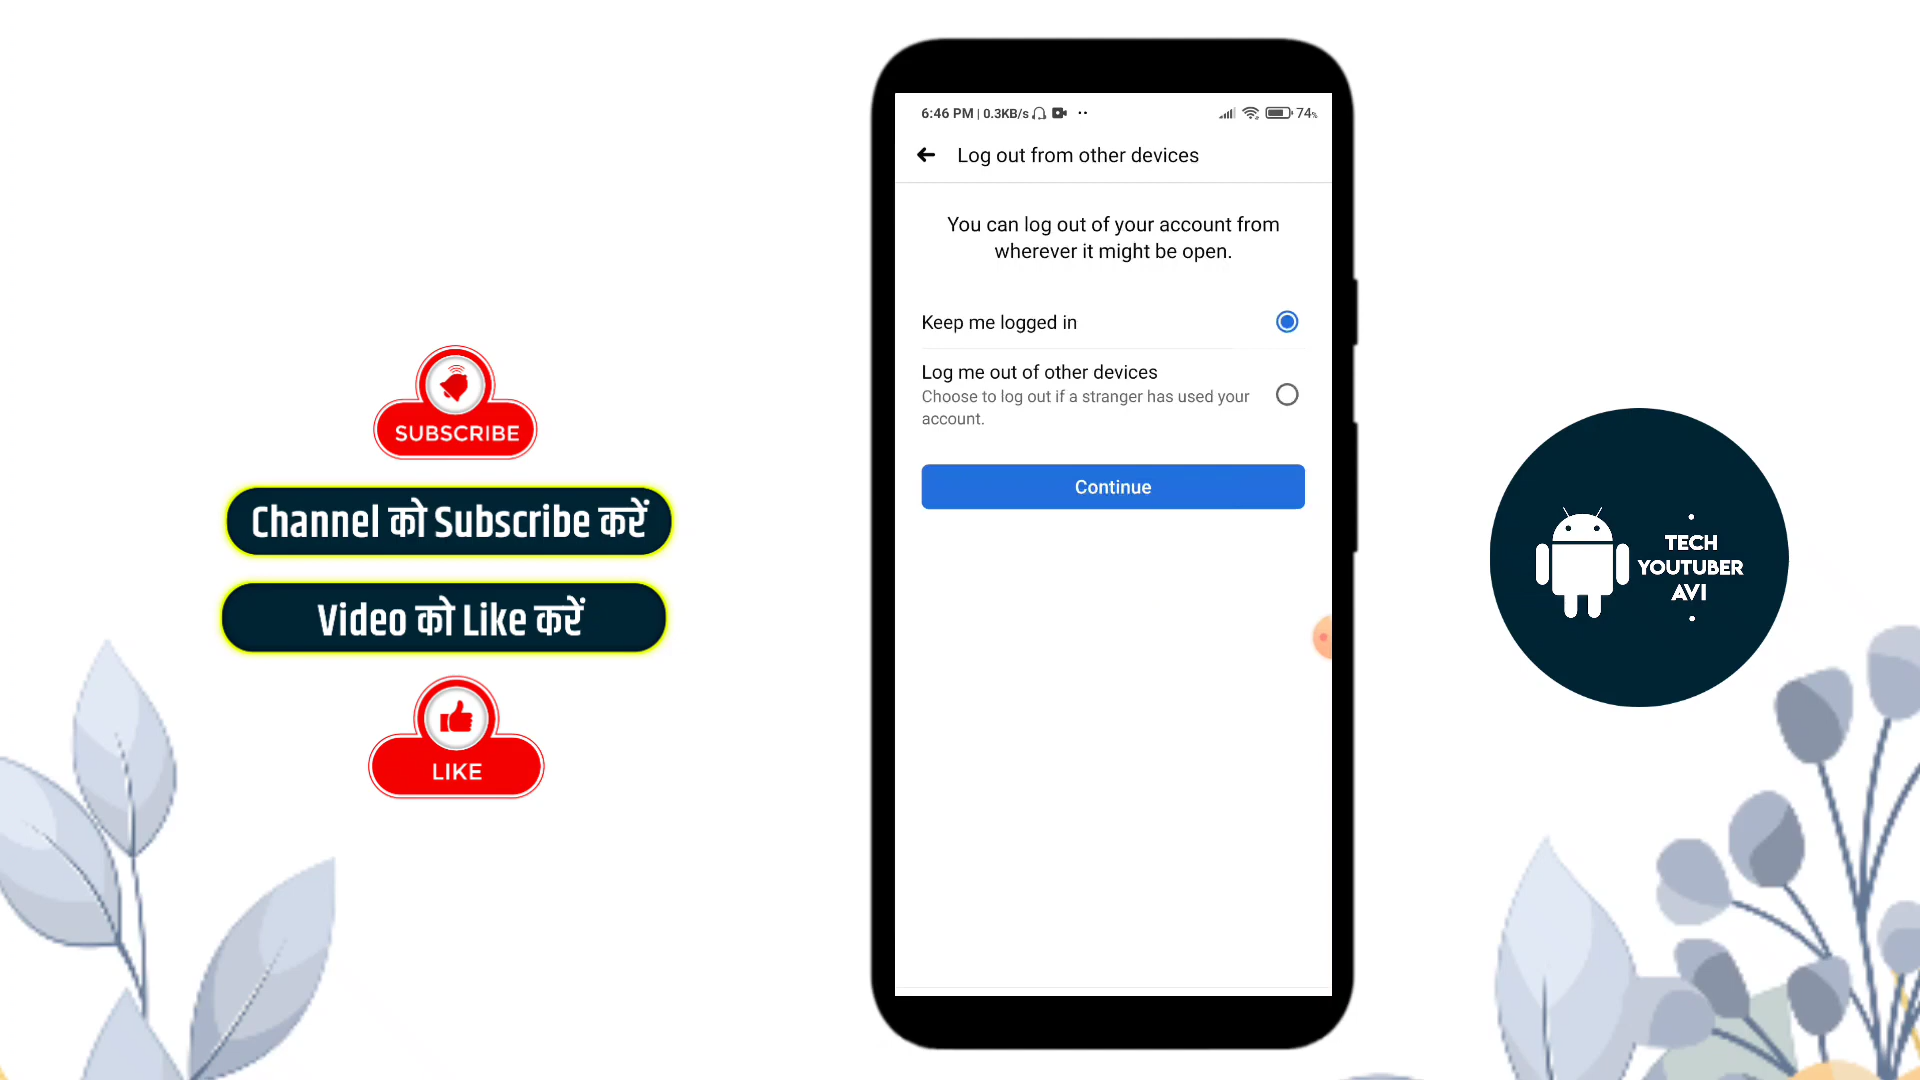 6:46 PM | 0.3KB/s
74%
Log out from other devices
You can log out of your account from
wherever it might be open.
Keep me logged in
Log me out of other devices
Choose to log out if a stranger has used your
account.
Continue
SUBSCRIBE
Channel को Subscribe करें
Video को Like करें
LIKE
TECH
YOUTUBER
AVI